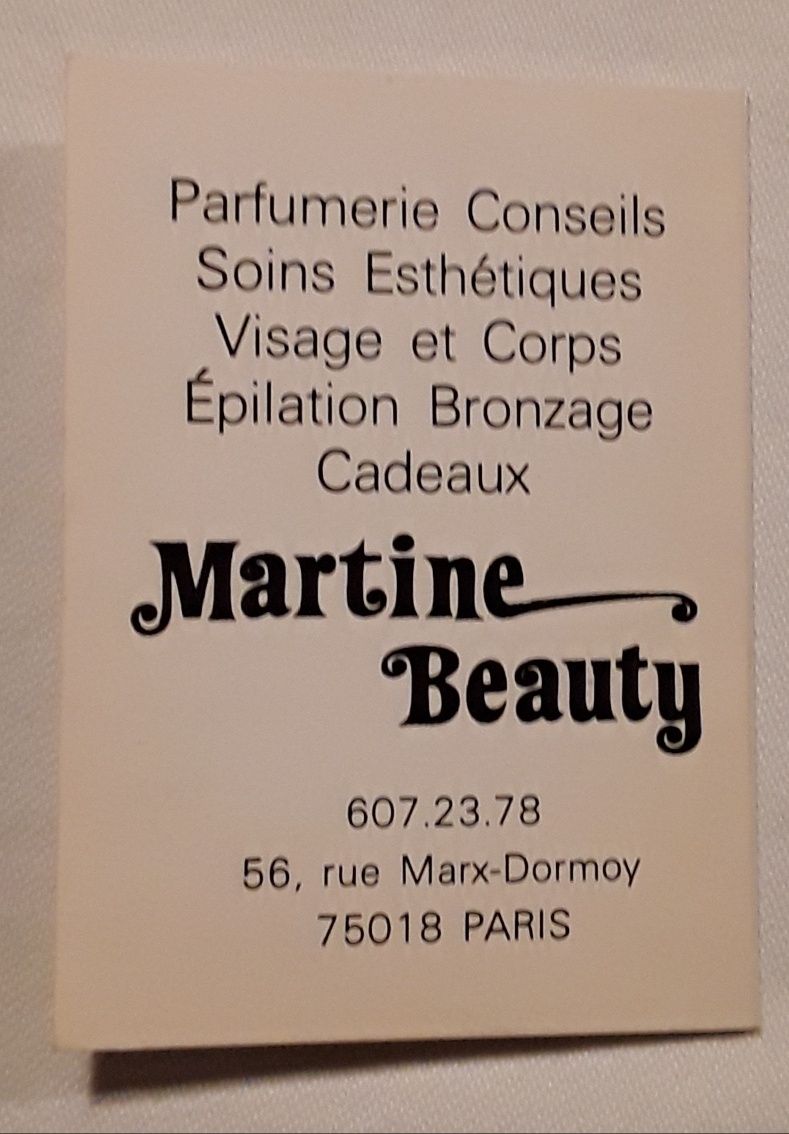 Parfumerie Conseils
Soins Esthétiques
Visage et Corps
Épilation Bronzage
Cadeaux
Martine
Beauty
607.23.78
56, rue Marx-Dormoy
75018 PARIS